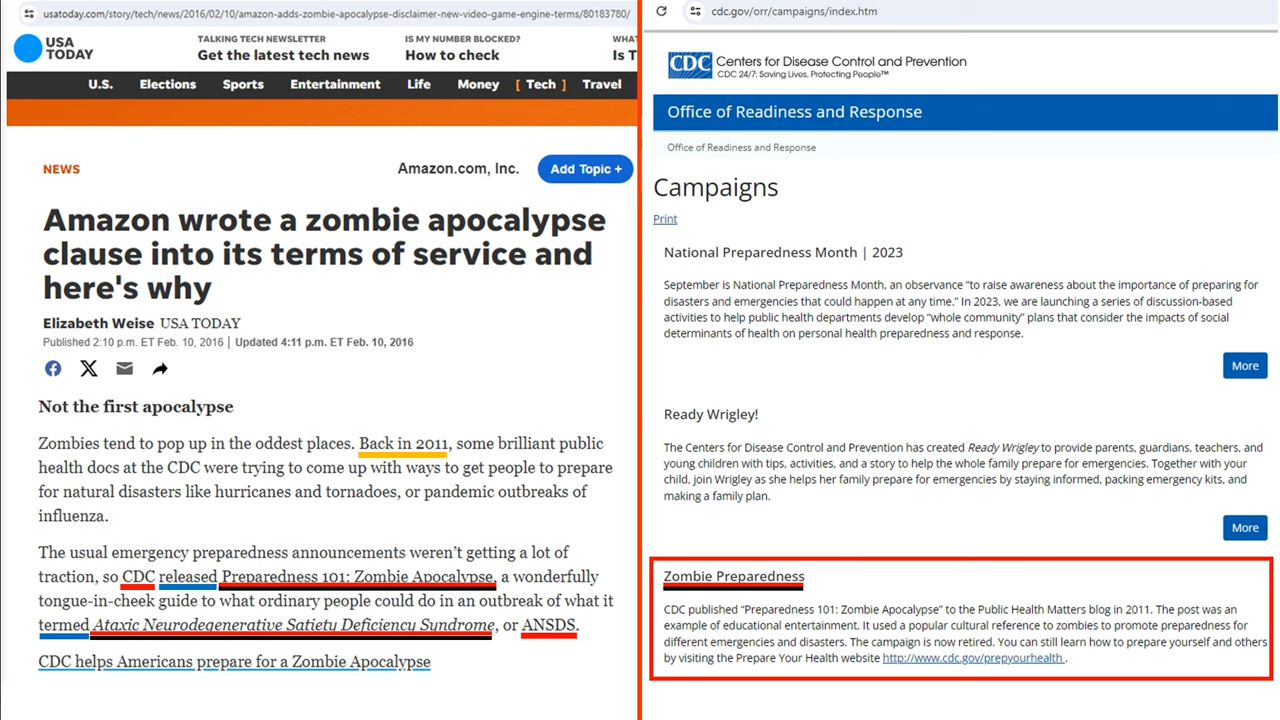 usatoday.com/story/tech/news/2016/02/10/amazon-adds-zombie-apocalypse-disclaimer-new-video-game-engine-terms/80183780/
USA
TODAY
TALKING TECH NEWSLETTER
Get the latest tech news
IS MY NUMBER BLOCKED?
How to check
WHA
Is T
U.S. Elections Sports Entertainment Life Money [ Tech ] Travel
NEWS
Amazon.com, Inc.
Add Topic +
Amazon wrote a zombie apocalypse
clause into its terms of service and
here's why
Elizabeth Weise USA TODAY
Published 2:10 p.m. ET Feb. 10, 2016 | Updated 4:11 p.m. ET Feb. 10, 2016
Not the first apocalypse
Zombies tend to pop up in the oddest places. Back in 2011, some brilliant public
health docs at the CDC were trying to come up with ways to get people to prepare
for natural disasters like hurricanes and tornadoes, or pandemic outbreaks of
influenza.
The usual emergency preparedness announcements weren't getting a lot of
traction, so CDC released Preparedness 101: Zombie Apocalypse, a wonderfully
tongue-in-cheek guide to what ordinary people could do in an outbreak of what it
termed Ataxic Neurodegenerative Satiety Deficiency Syndrome, or ANSDS.
CDC helps Americans prepare for a Zombie Apocalypse
cdc.gov/orr/campaigns/index.htm
CDC Centers for Disease Control and Prevention
CDC 24/7: Saving Lives, Protecting People™
Office of Readiness and Response
Office of Readiness and Response
Campaigns
Print
National Preparedness Month | 2023
September is National Preparedness Month, an observance "to raise awareness about the importance of preparing for
disasters and emergencies that could happen at any time." In 2023, we are launching a series of discussion-based
activities to help public health departments develop "whole community" plans that consider the impacts of social
determinants of health on personal health preparedness and response.
More
Ready Wrigley!
The Centers for Disease Control and Prevention has created Ready Wrigley to provide parents, guardians, teachers, and
young children with tips, activities, and a story to help the whole family prepare for emergencies. Together with your
child, join Wrigley as she helps her family prepare for emergencies by staying informed, packing emergency kits, and
making a family plan.
More
Zombie Preparedness
CDC published "Preparedness 101: Zombie Apocalypse" to the Public Health Matters blog in 2011. The post was an
example of educational entertainment. It used a popular cultural reference to zombies to promote preparedness for
different emergencies and disasters. The campaign is now retired. You can still learn how to prepare yourself and others
by visiting the Prepare Your Health website http://www.cdc.gov/prepyourhealth .